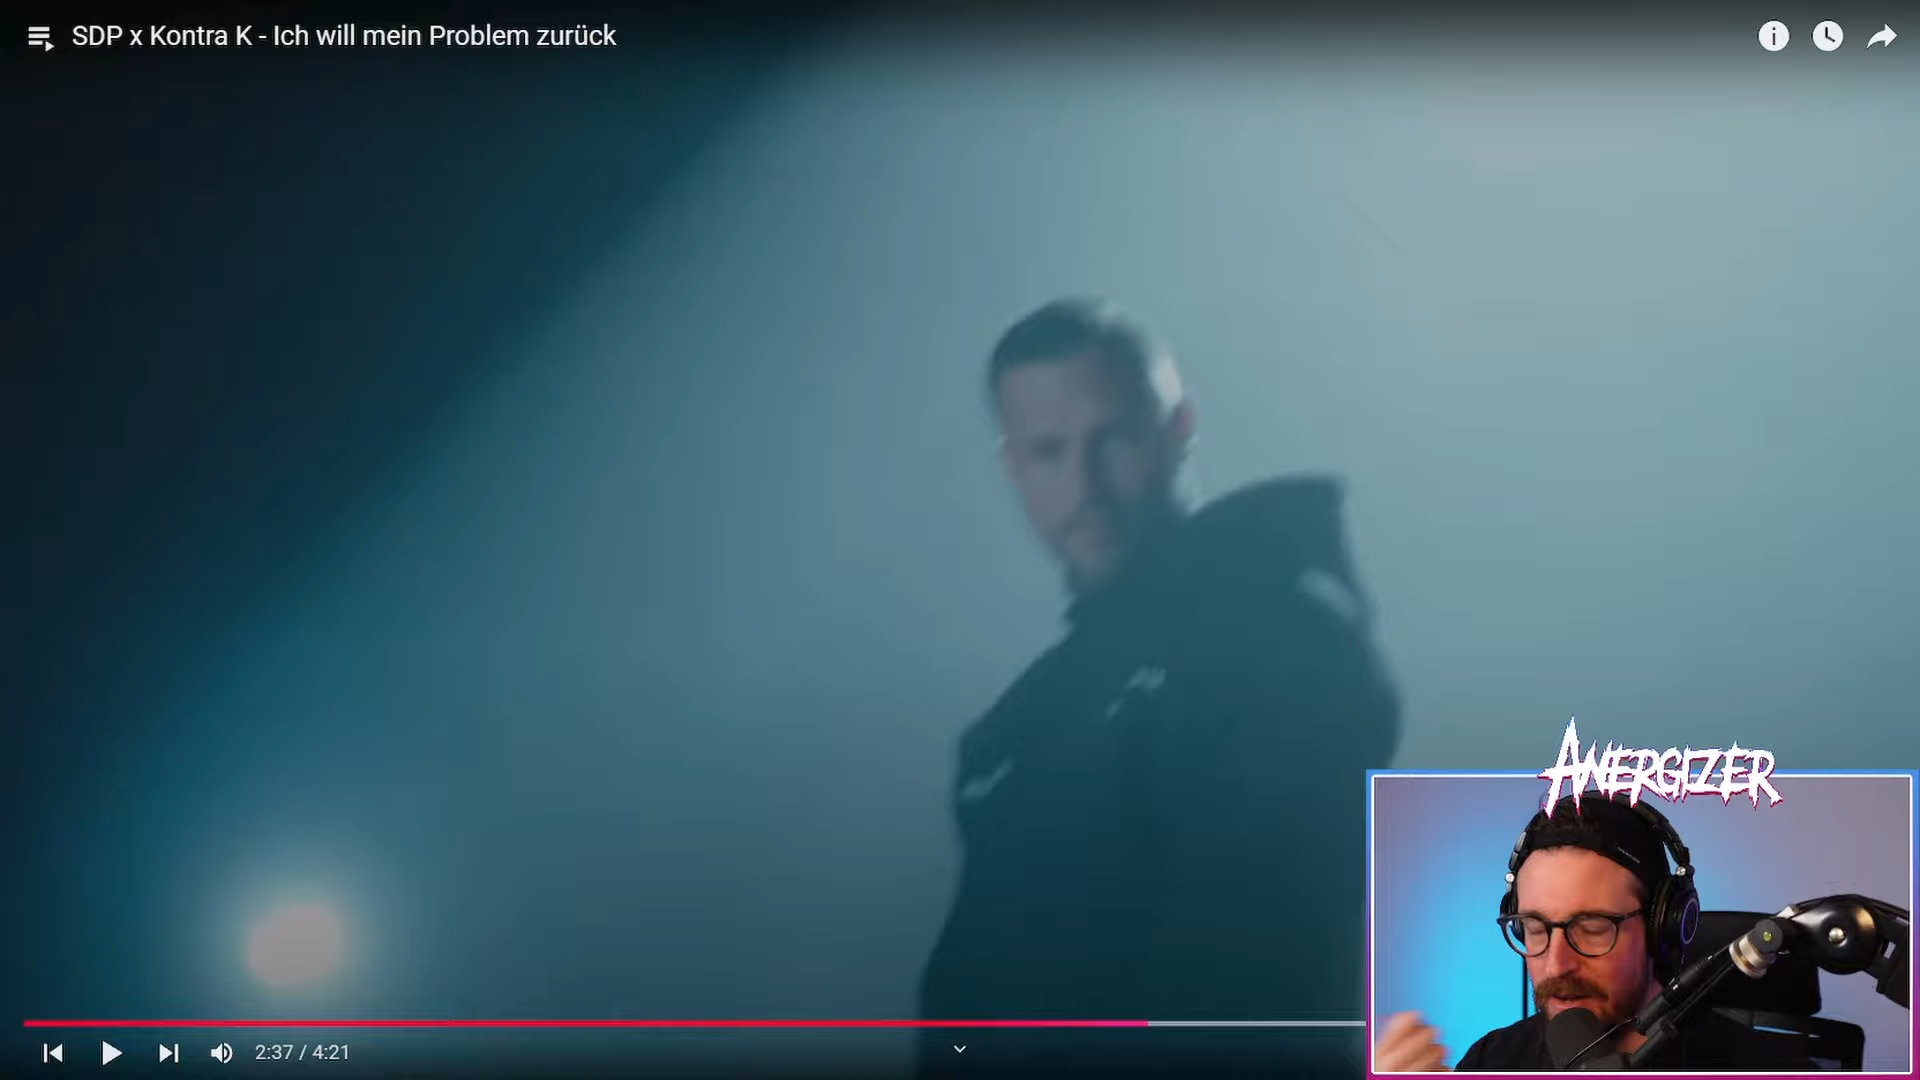 SDP x Kontra K - Ich will mein Problem zurück
ANERGIZER
2:37 / 4:21